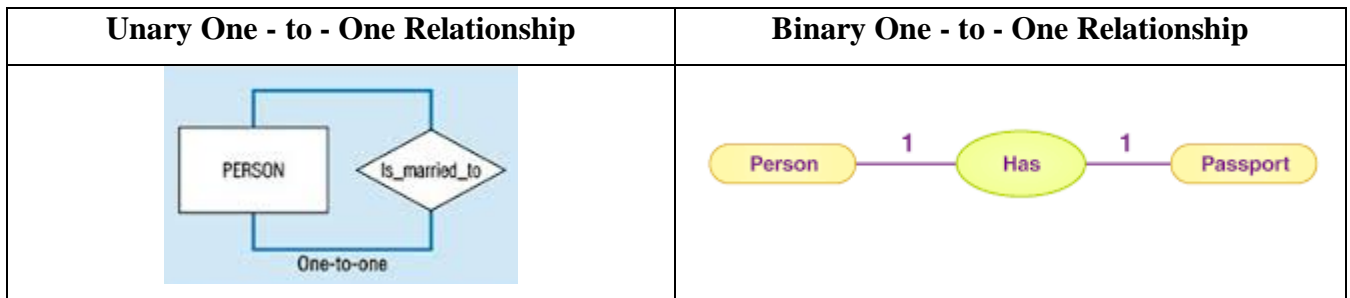 Unary One - to - One Relationship
Binary One - to - One Relationship
PERSON
Is_married_to
One-to-one
Person
1
Has
1
Passport